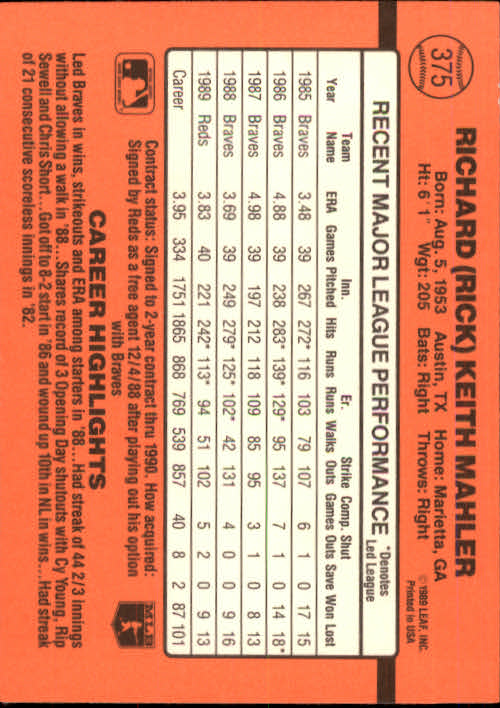 375
RICHARD (RICK) KEITH MAHLER
Born: Aug. 5, 1953 Austin, TX Home: Marietta, GA
Ht: 6' 1" Wgt: 205 Bats: Right Throws: Right
© 1989 LEAF, INC.
Printed in USA
RECENT MAJOR LEAGUE PERFORMANCE *Denotes Led League
Team Inn. Er. Strike Comp. Shut
Year Name ERA Games Pitched Hits Runs Runs Walks Outs Games Outs Save Won Lost
1985 Braves 3.48 39 267 272* 116 103 79 107 6 1 0 17 15
1986 Braves 4.88 39 238 283* 139* 129* 95 137 7 1 0 14 18*
1987 Braves 4.98 39 197 212 118 109 85 95 3 1 0 8 13
1988 Braves 3.69 39 249 279* 125* 102* 42 131 4 0 0 9 16
1989 Reds 3.83 40 221 242* 113* 94 51 102 5 2 0 9 13
Career 3.95 334 1751 1865 868 769 539 857 40 8 2 87 101
Contract status: Signed to 2-year contract thru 1990. How acquired:
Signed by Reds as a free agent 12/4/88 after playing out his option
with Braves
MLB
CAREER HIGHLIGHTS
Led Braves in wins, strikeouts and ERA among starters in '88...Had streak of 44 2/3 innings
without allowing a walk in '88...Shares record of 3 Opening Day shutouts with Cy Young, Rip
Sewell and Chris Short...Got off to 8-2 start in '86 and wound up 10th in NL in wins...Had streak
of 21 consecutive scoreless innings in '82.